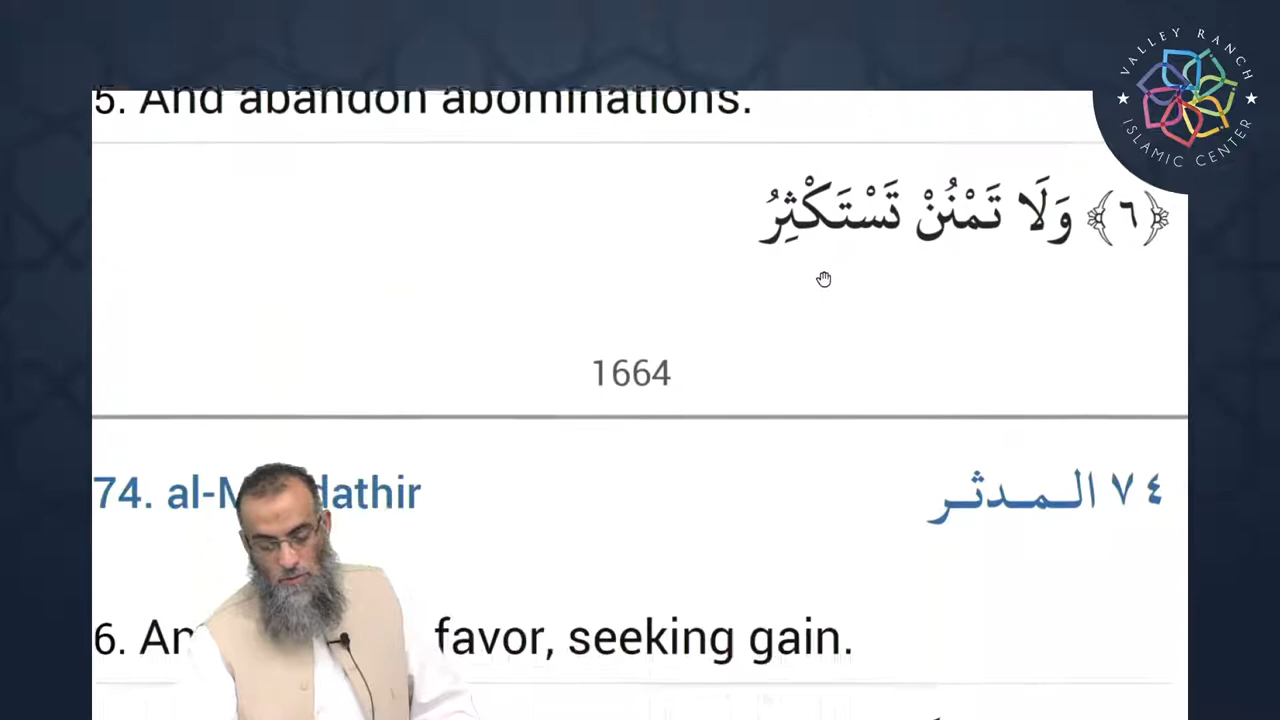 VALLEY RANCH
ISLAMIC CENTER
5. And abandon abominations.
﴿٦﴾ وَلَا تَمْنُنْ تَسْتَكْثِرُ
1664
74. al-M dathir
٧٤ الـمـدثـر
6. An favor, seeking gain.